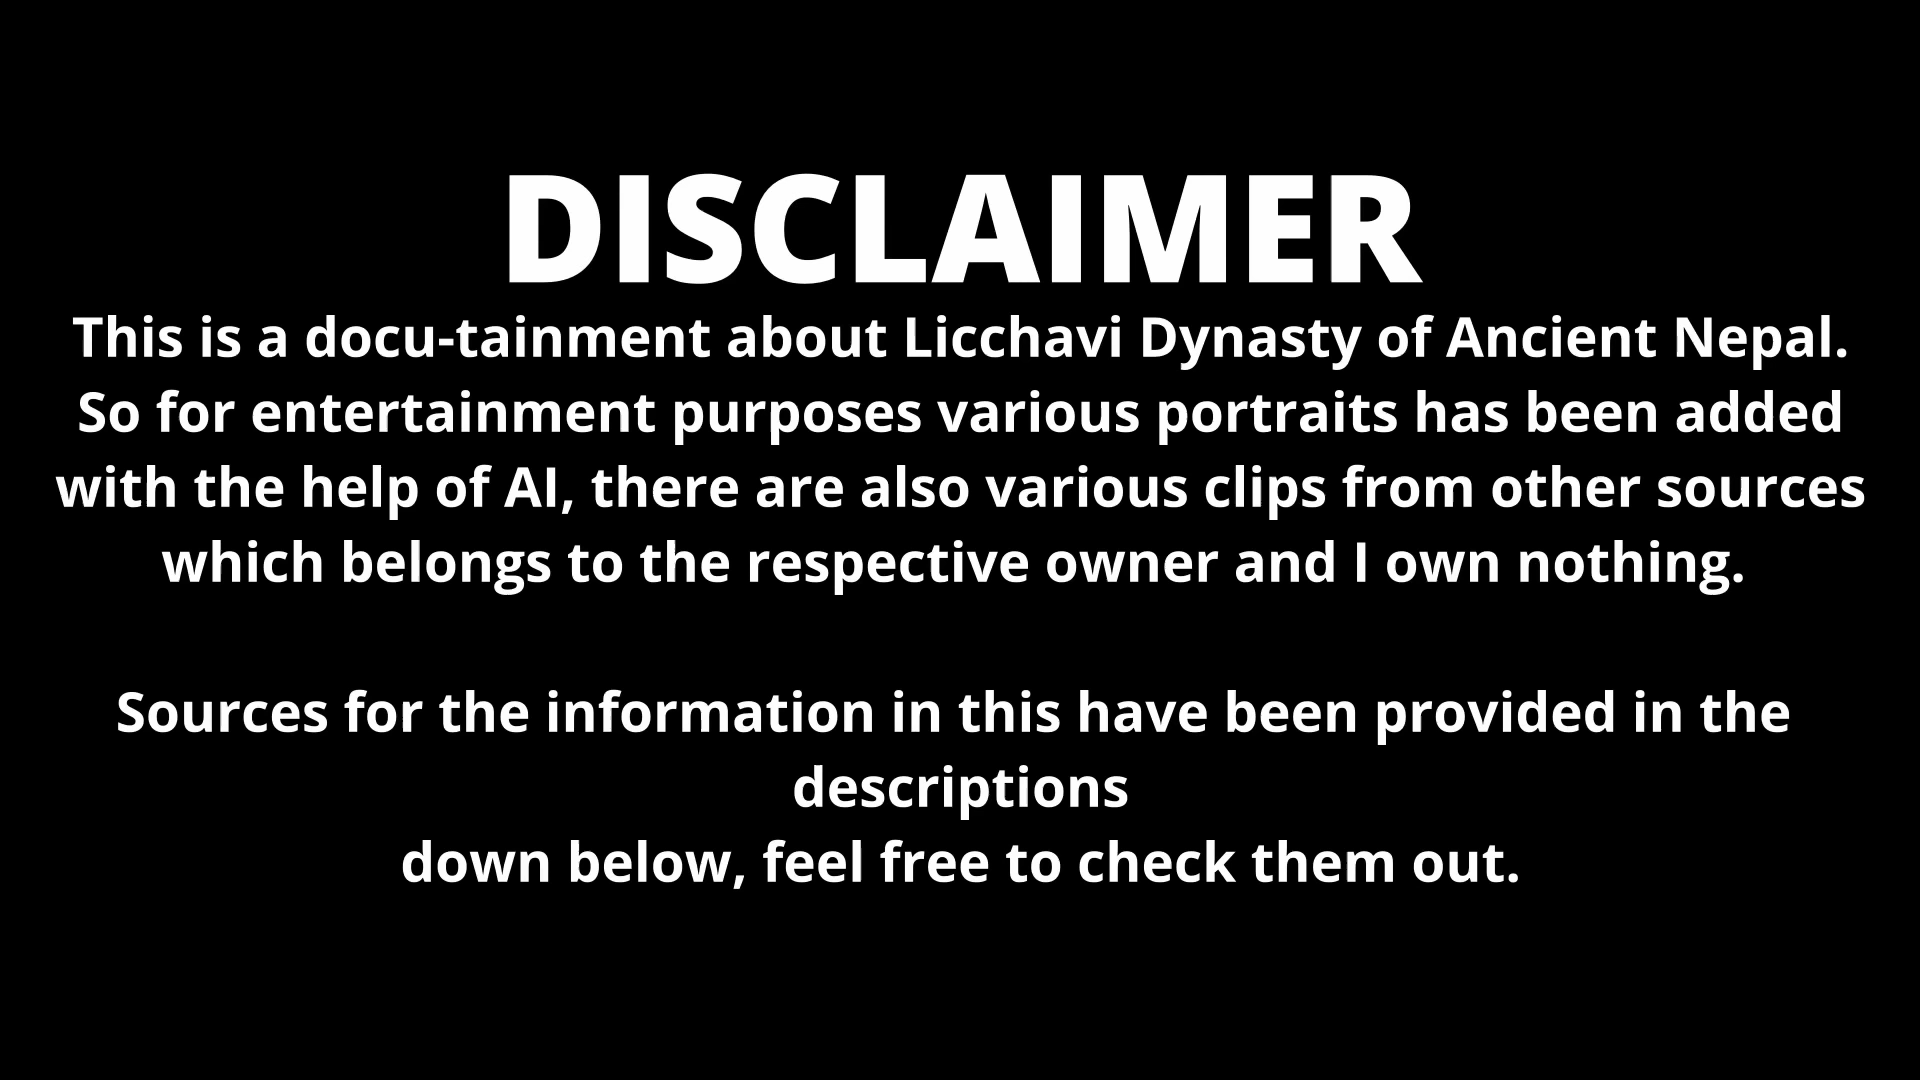 DISCLAIMER
This is a docu-tainment about Licchavi Dynasty of Ancient Nepal.
So for entertainment purposes various portraits has been added
with the help of AI, there are also various clips from other sources
which belongs to the respective owner and I own nothing.
Sources for the information in this have been provided in the
descriptions
down below, feel free to check them out.